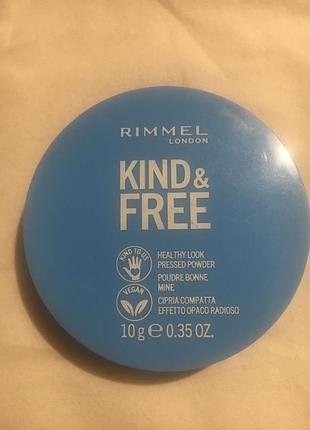 RIMMEL
LONDON
KIND &
FREE
KIND TO US
HEALTHY LOOK
PRESSED POWDER
POUDRE BONNE
MINE
VEGAN
CIPRIA COMPATTA
EFFETTO OPACO RADIOSO
10 g ℮ 0.35 OZ.